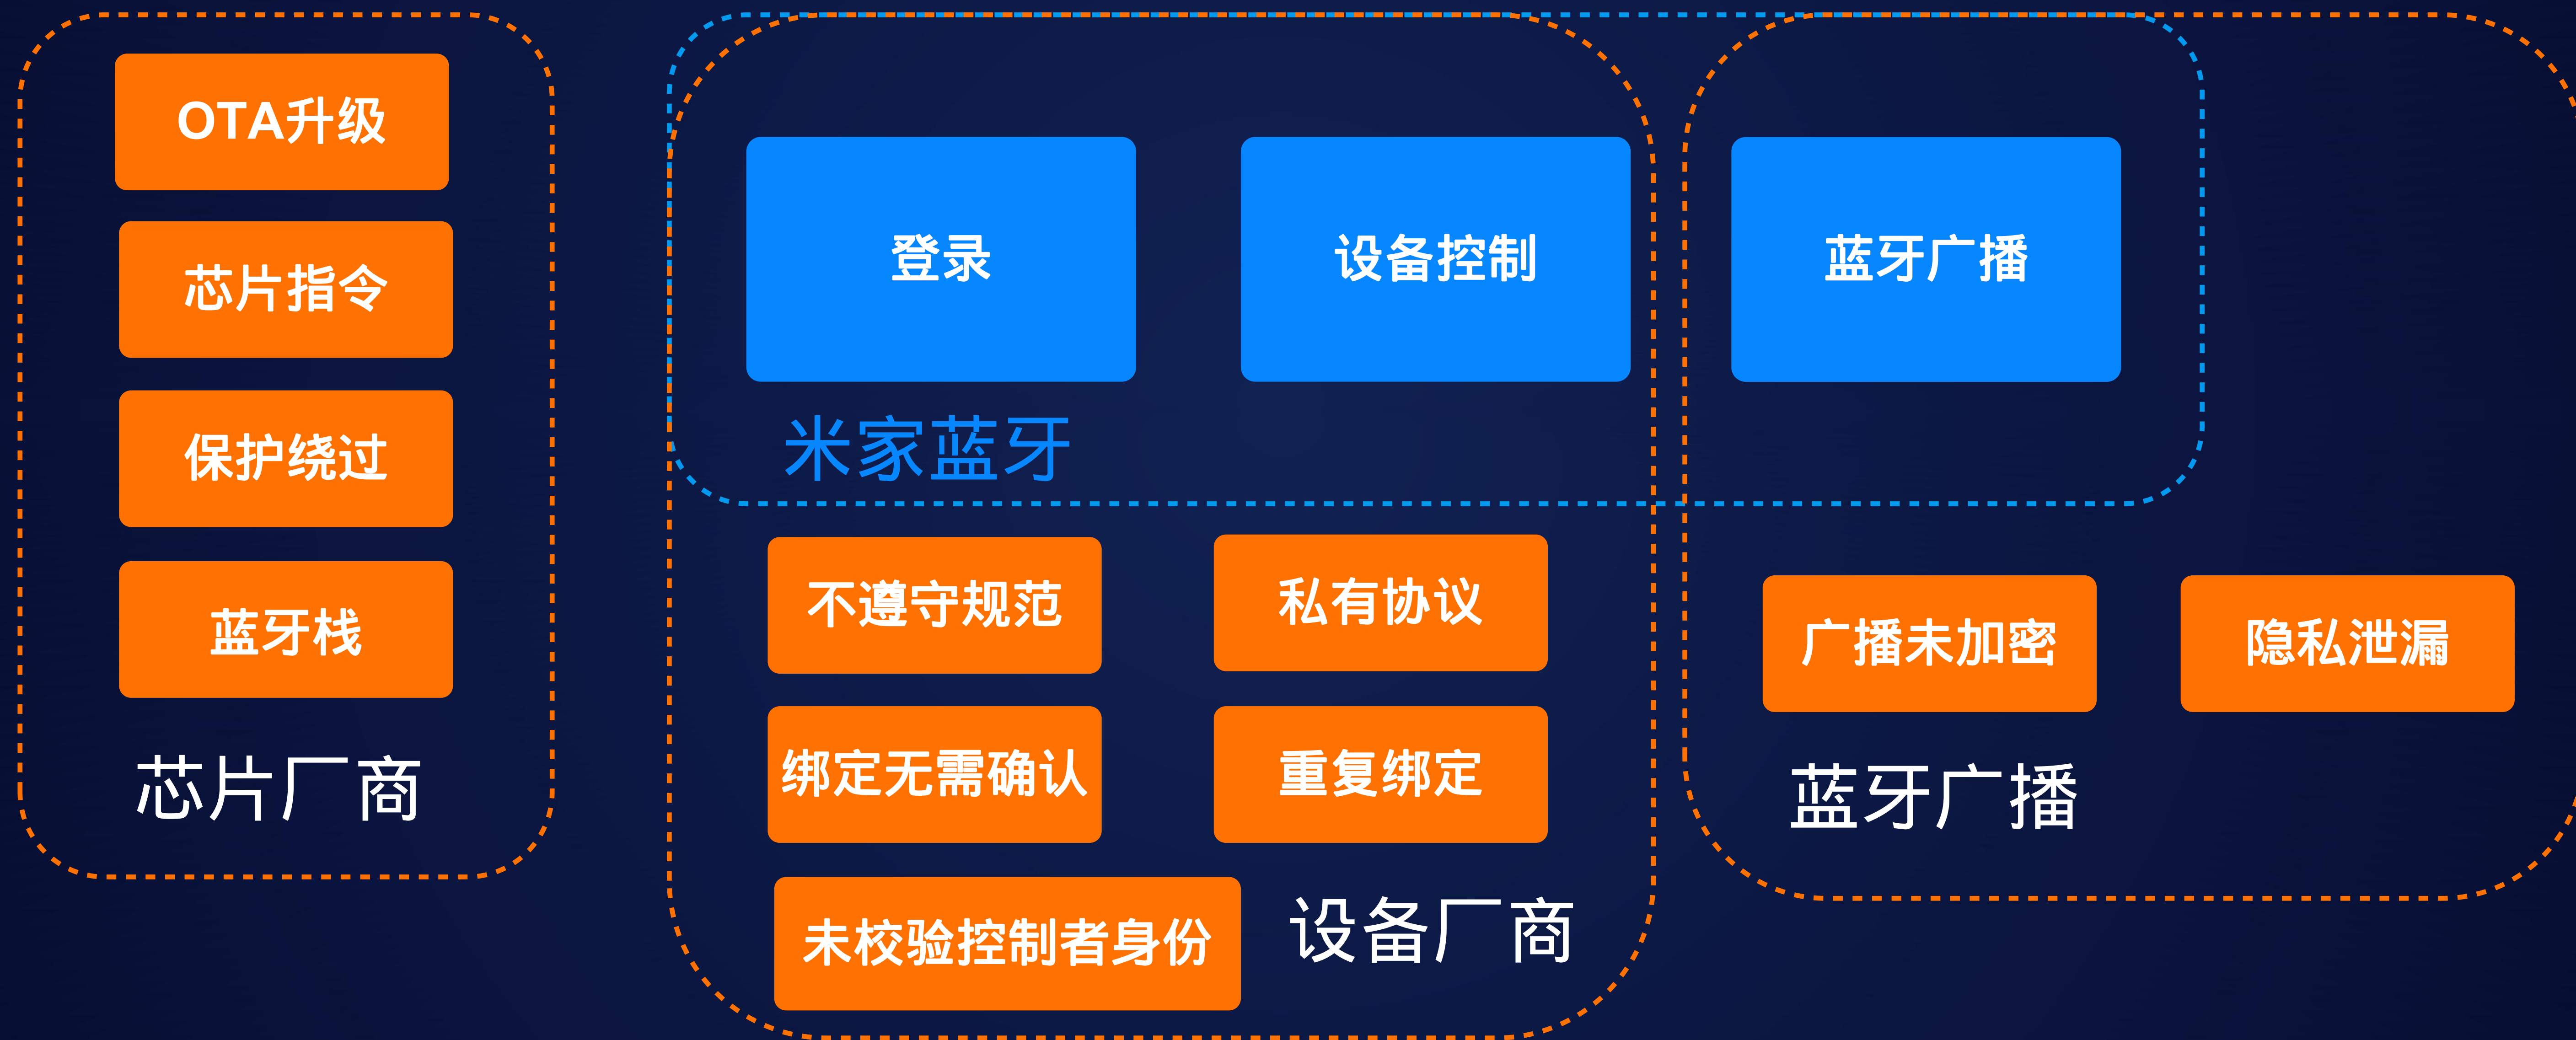 OTA升级
芯片指令
保护绕过
蓝牙栈
芯片厂商
登录
设备控制
蓝牙广播
米家蓝牙
不遵守规范
私有协议
绑定无需确认
重复绑定
未校验控制者身份
设备厂商
广播未加密
隐私泄漏
蓝牙广播